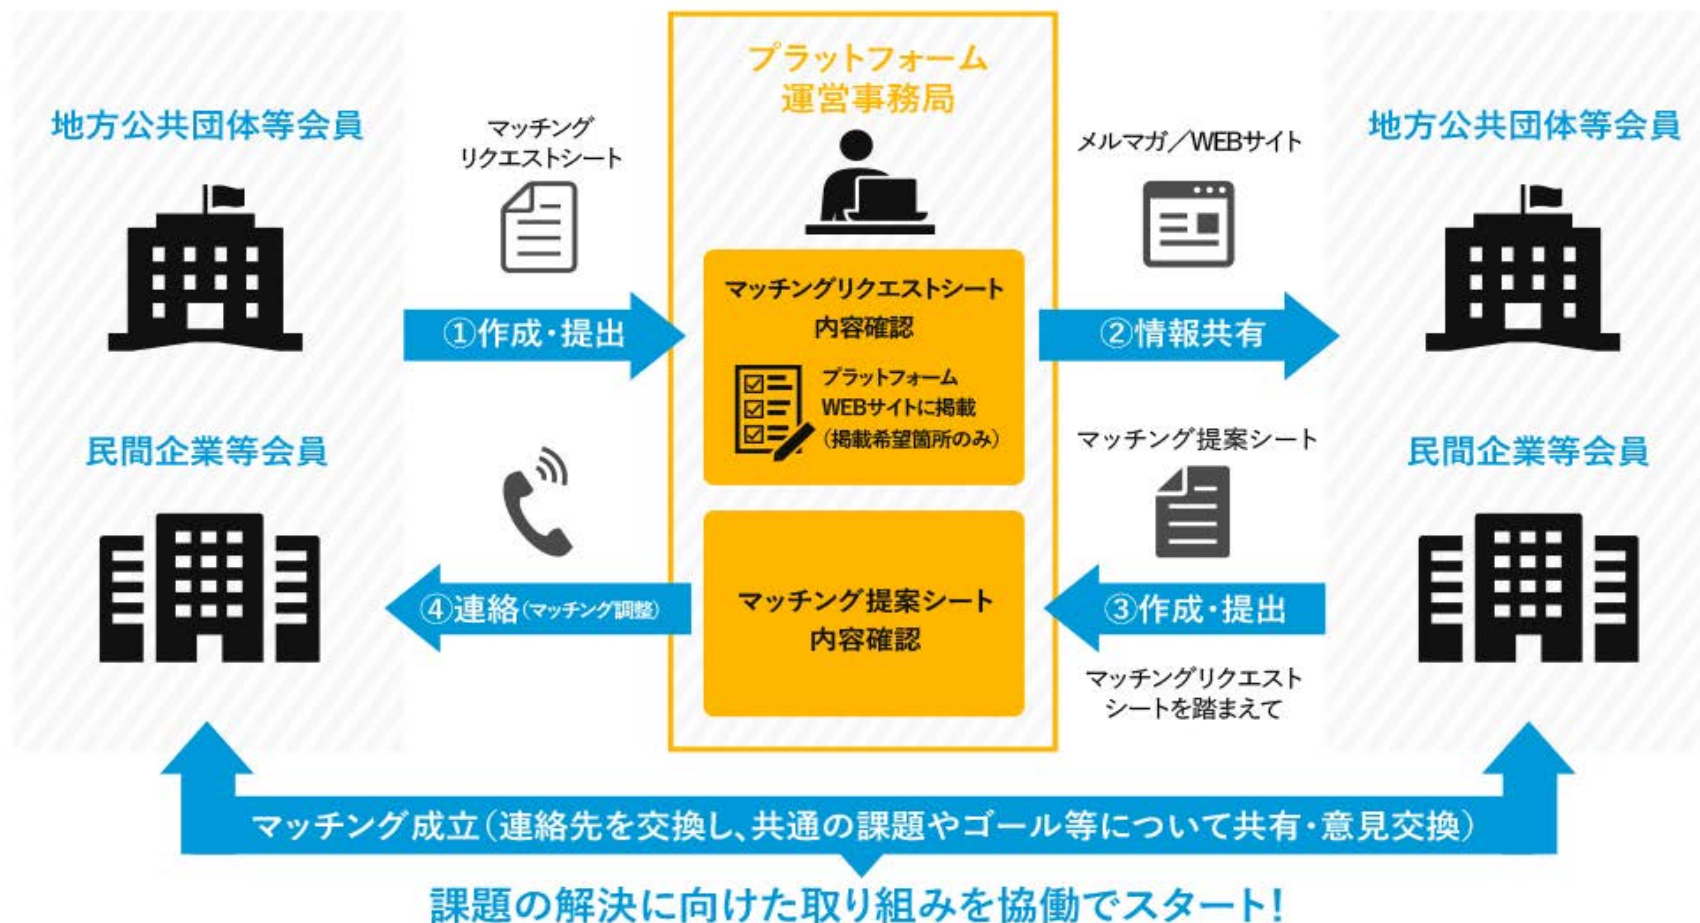 地方公共団体等会員
民間企業等会員
マッチング
リクエストシート
①作成・提出
プラットフォーム
運営事務局
マッチングリクエストシート
内容確認
プラットフォーム
WEBサイトに掲載
(掲載希望箇所のみ)
メルマガ／WEBサイト
②情報共有
地方公共団体等会員
民間企業等会員
マッチング提案シート
③作成・提出
マッチングリクエスト
シートを踏まえて
マッチング提案シート
内容確認
④連絡(マッチング調整)
マッチング成立(連絡先を交換し、共通の課題やゴール等について共有・意見交換)
課題の解決に向けた取り組みを協働でスタート!